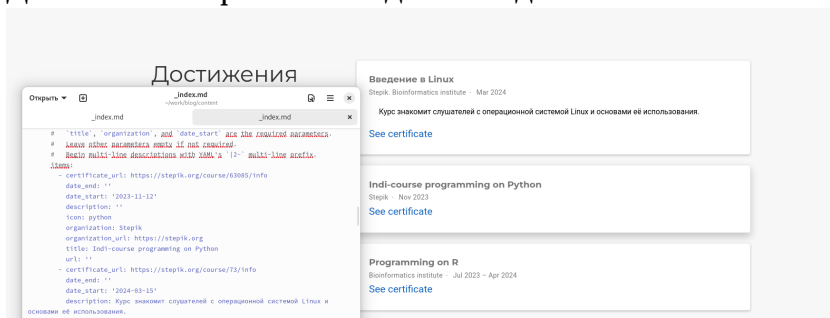 Достижения
Введение в Linux
Stepik. Bioinformatics institute · Mar 2024
Курс знакомит слушателей с операционной системой Linux и основами её использования.
See certificate
Indi-course programming on Python
Stepik · Nov 2023
See certificate
Programming on R
Bioinformatics institute · Jul 2023 – Apr 2024
See certificate
Открыть
_index.md
~/work/blog/content
_index.md
_index.md
# `title`, `organization`, and `date_start` are the required parameters.
# Leave other parameters empty if not required.
# Begin multi-line descriptions with YAML's `|2-` multi-line prefix.
items:
- certificate_url: https://stepik.org/course/63085/info
date_end: ''
date_start: '2023-11-12'
description: ''
icon: python
organization: Stepik
organization_url: https://stepik.org
title: Indi-course programming on Python
url: ''
- certificate_url: https://stepik.org/course/73/info
date_end: ''
date_start: '2024-03-15'
description: Курс знакомит слушателей с операционной системой Linux и
основами её использования.